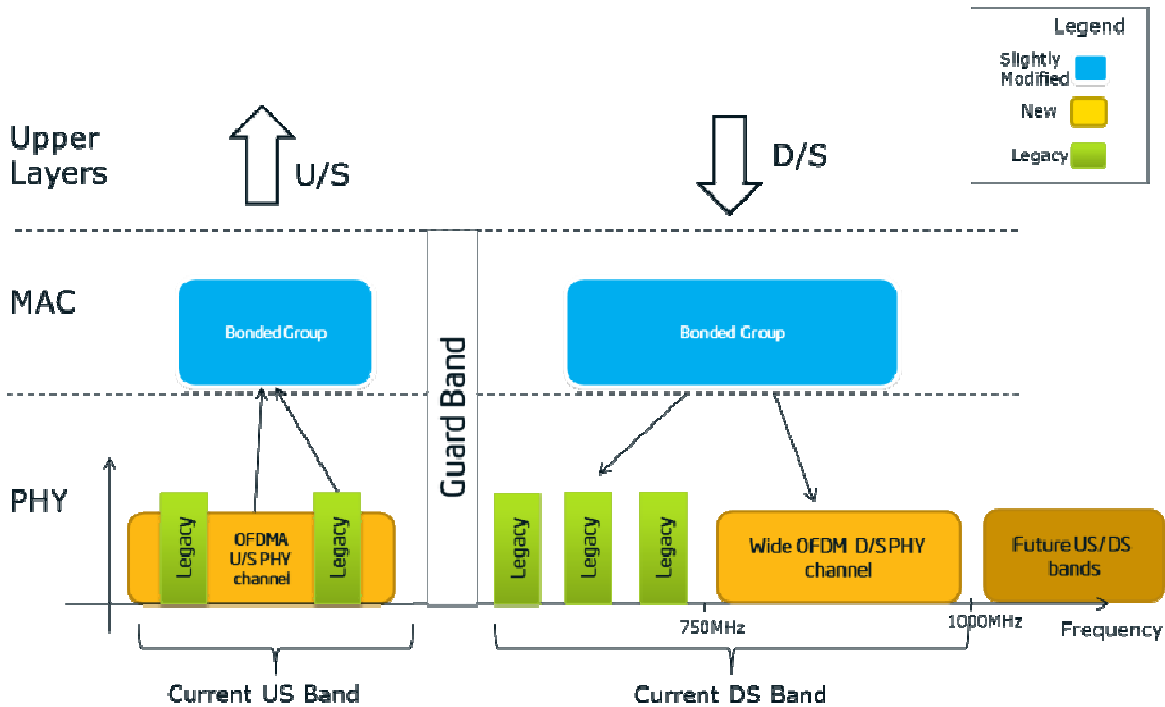 Legend
Slightly
Modified
New
Legacy
Upper
Layers
U/S
D/S
MAC
Bonded Group
Bonded Group
Guard Band
PHY
Legacy
OFDMA
U/S PHY
channel
Legacy
Legacy
Legacy
Legacy
Wide OFDM D/S PHY
channel
Future US/DS
bands
750MHz
1000MHz
Frequency
Current US Band
Current DS Band